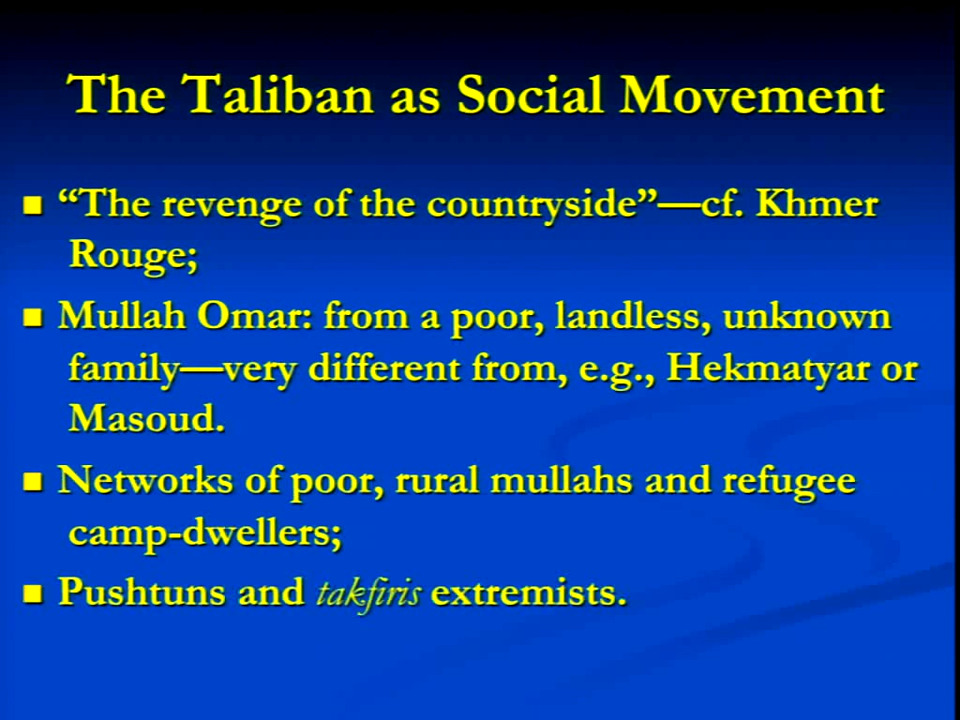 The Taliban as Social Movement
■ “The revenge of the countryside”—cf. Khmer
Rouge;
■ Mullah Omar: from a poor, landless, unknown
family—very different from, e.g., Hekmatyar or
Masoud.
■ Networks of poor, rural mullahs and refugee
camp-dwellers;
■ Pushtuns and takfiris extremists.